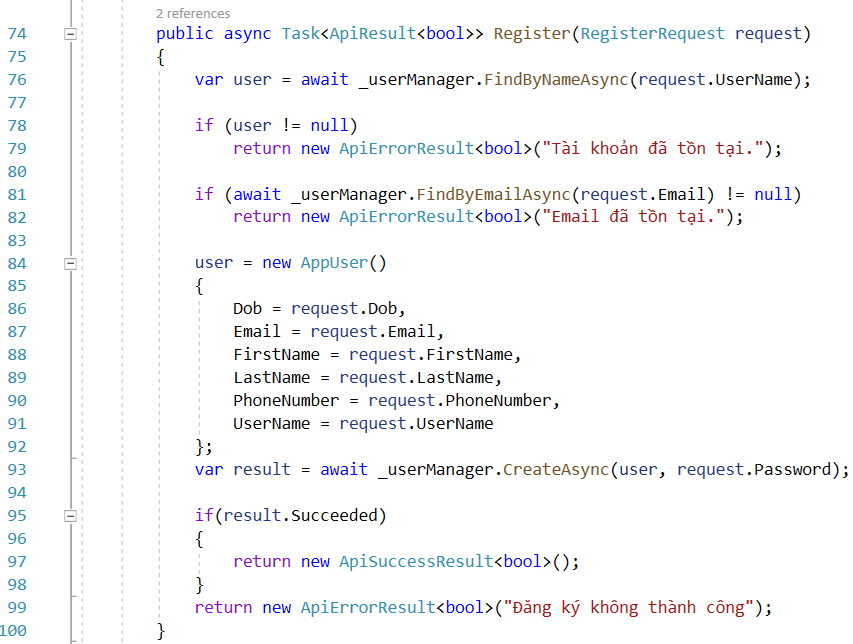 2 references
74 public async Task<ApiResult<bool>> Register(RegisterRequest request)
75 {
76 var user = await _userManager.FindByNameAsync(request.UserName);
77
78 if (user != null)
79 return new ApiErrorResult<bool>("Tài khoản đã tồn tại.");
80
81 if (await _userManager.FindByEmailAsync(request.Email) != null)
82 return new ApiErrorResult<bool>("Email đã tồn tại.");
83
84 user = new AppUser()
85 {
86 Dob = request.Dob,
87 Email = request.Email,
88 FirstName = request.FirstName,
89 LastName = request.LastName,
90 PhoneNumber = request.PhoneNumber,
91 UserName = request.UserName
92 };
93 var result = await _userManager.CreateAsync(user, request.Password);
94
95 if(result.Succeeded)
96 {
97 return new ApiSuccessResult<bool>();
98 }
99 return new ApiErrorResult<bool>("Đăng ký không thành công");
100 }